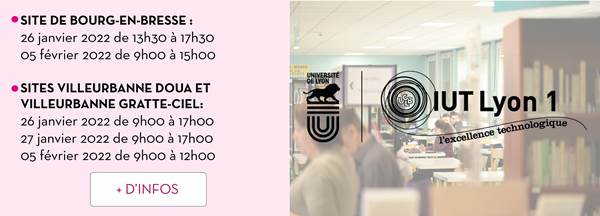 SITE DE BOURG-EN-BRESSE :
26 janvier 2022 de 13h30 à 17h30
05 février 2022 de 9h00 à 15h00
SITES VILLEURBANNE DOUA ET
VILLEURBANNE GRATTE-CIEL:
26 janvier 2022 de 9h00 à 17h00
27 janvier 2022 de 9h00 à 17h00
05 février 2022 de 9h00 à 12h00
+ D'INFOS
UNIVERSITÉ
DE LYON
IUT Lyon 1
l'excellence technologique